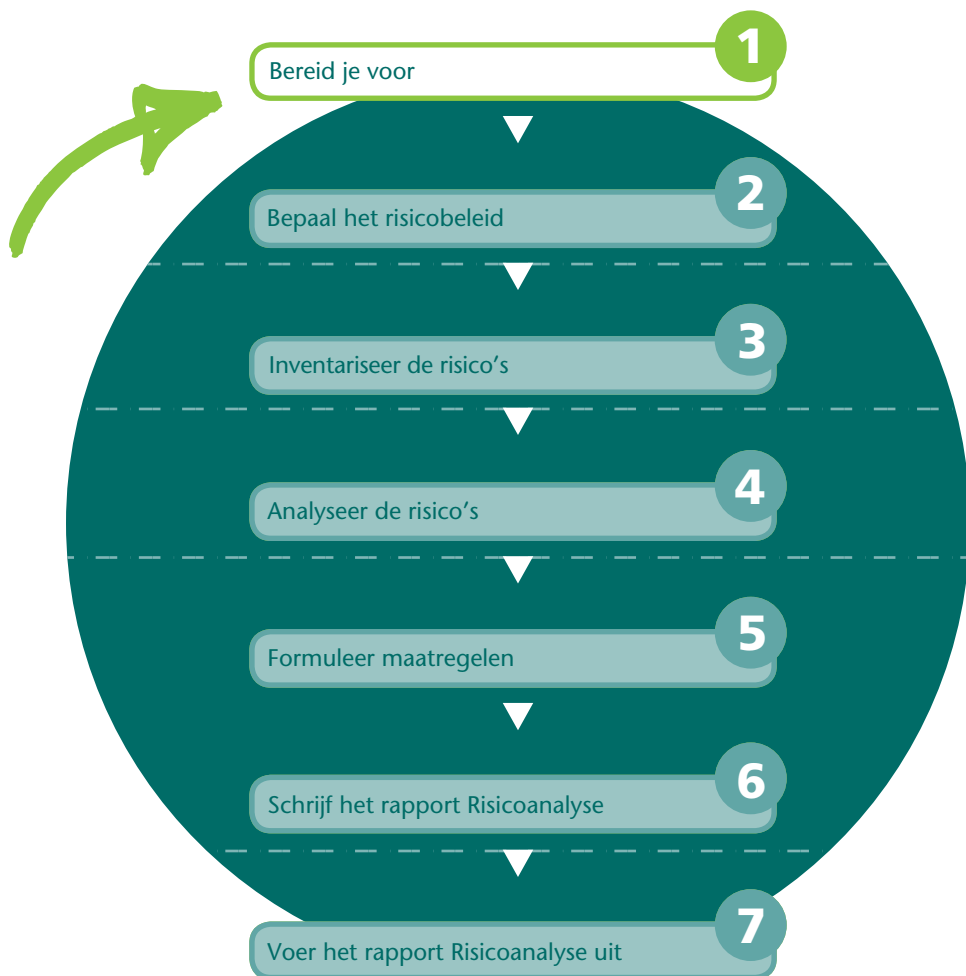 1
Bereid je voor
2
Bepaal het risicobeleid
3
Inventariseer de risico’s
4
Analyseer de risico’s
5
Formuleer maatregelen
6
Schrijf het rapport Risicoanalyse
7
Voer het rapport Risicoanalyse uit